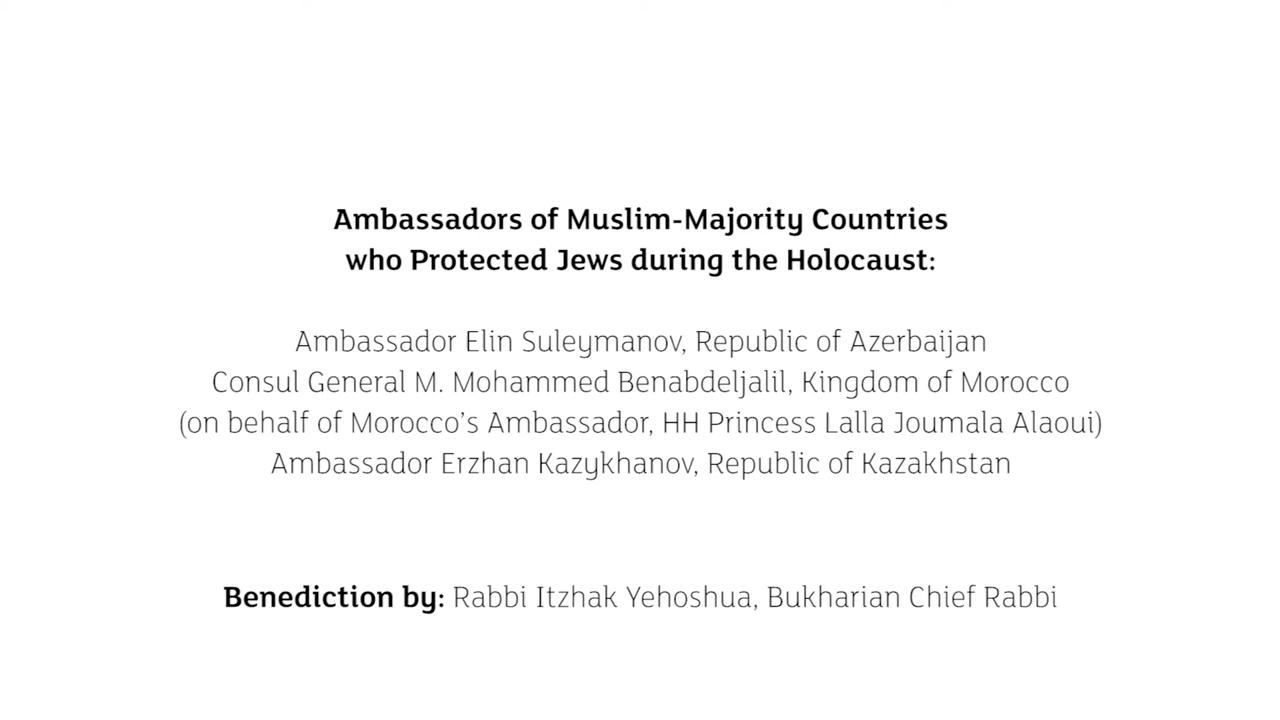 Ambassadors of Muslim-Majority Countries
who Protected Jews during the Holocaust:
Ambassador Elin Suleymanov, Republic of Azerbaijan
Consul General M. Mohammed Benabdeljalil, Kingdom of Morocco
(on behalf of Morocco’s Ambassador, HH Princess Lalla Joumala Alaoui)
Ambassador Erzhan Kazykhanov, Republic of Kazakhstan
Benediction by: Rabbi Itzhak Yehoshua, Bukharian Chief Rabbi